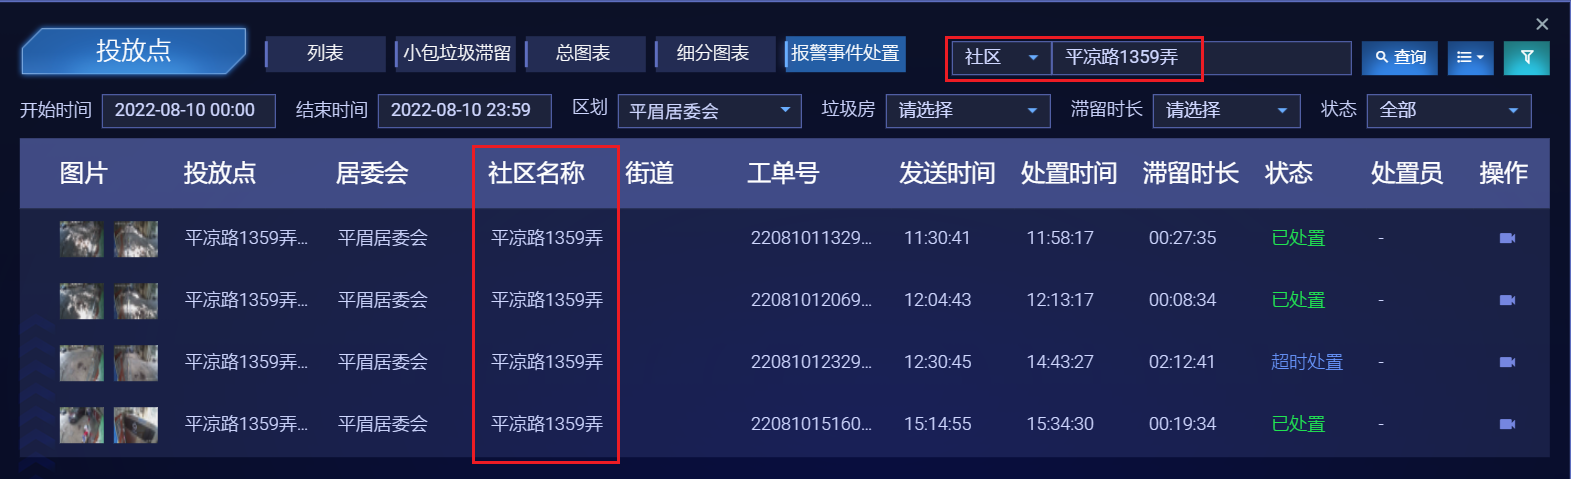 投放点 列表 小包垃圾滞留 总图表 细分图表 报警事件处置 社区 平凉路1359弄 查询
开始时间 2022-08-10 00:00 结束时间 2022-08-10 23:59 区划 平眉居委会 垃圾房 请选择 滞留时长 请选择 状态 全部
图片 投放点 居委会 社区名称 街道 工单号 发送时间 处置时间 滞留时长 状态 处置员 操作
平凉路1359弄... 平眉居委会 平凉路1359弄 22081011329... 11:30:41 11:58:17 00:27:35 已处置 -
平凉路1359弄... 平眉居委会 平凉路1359弄 22081012069... 12:04:43 12:13:17 00:08:34 已处置 -
平凉路1359弄... 平眉居委会 平凉路1359弄 22081012329... 12:30:45 14:43:27 02:12:41 超时处置 -
平凉路1359弄... 平眉居委会 平凉路1359弄 22081015160... 15:14:55 15:34:30 00:19:34 已处置 -